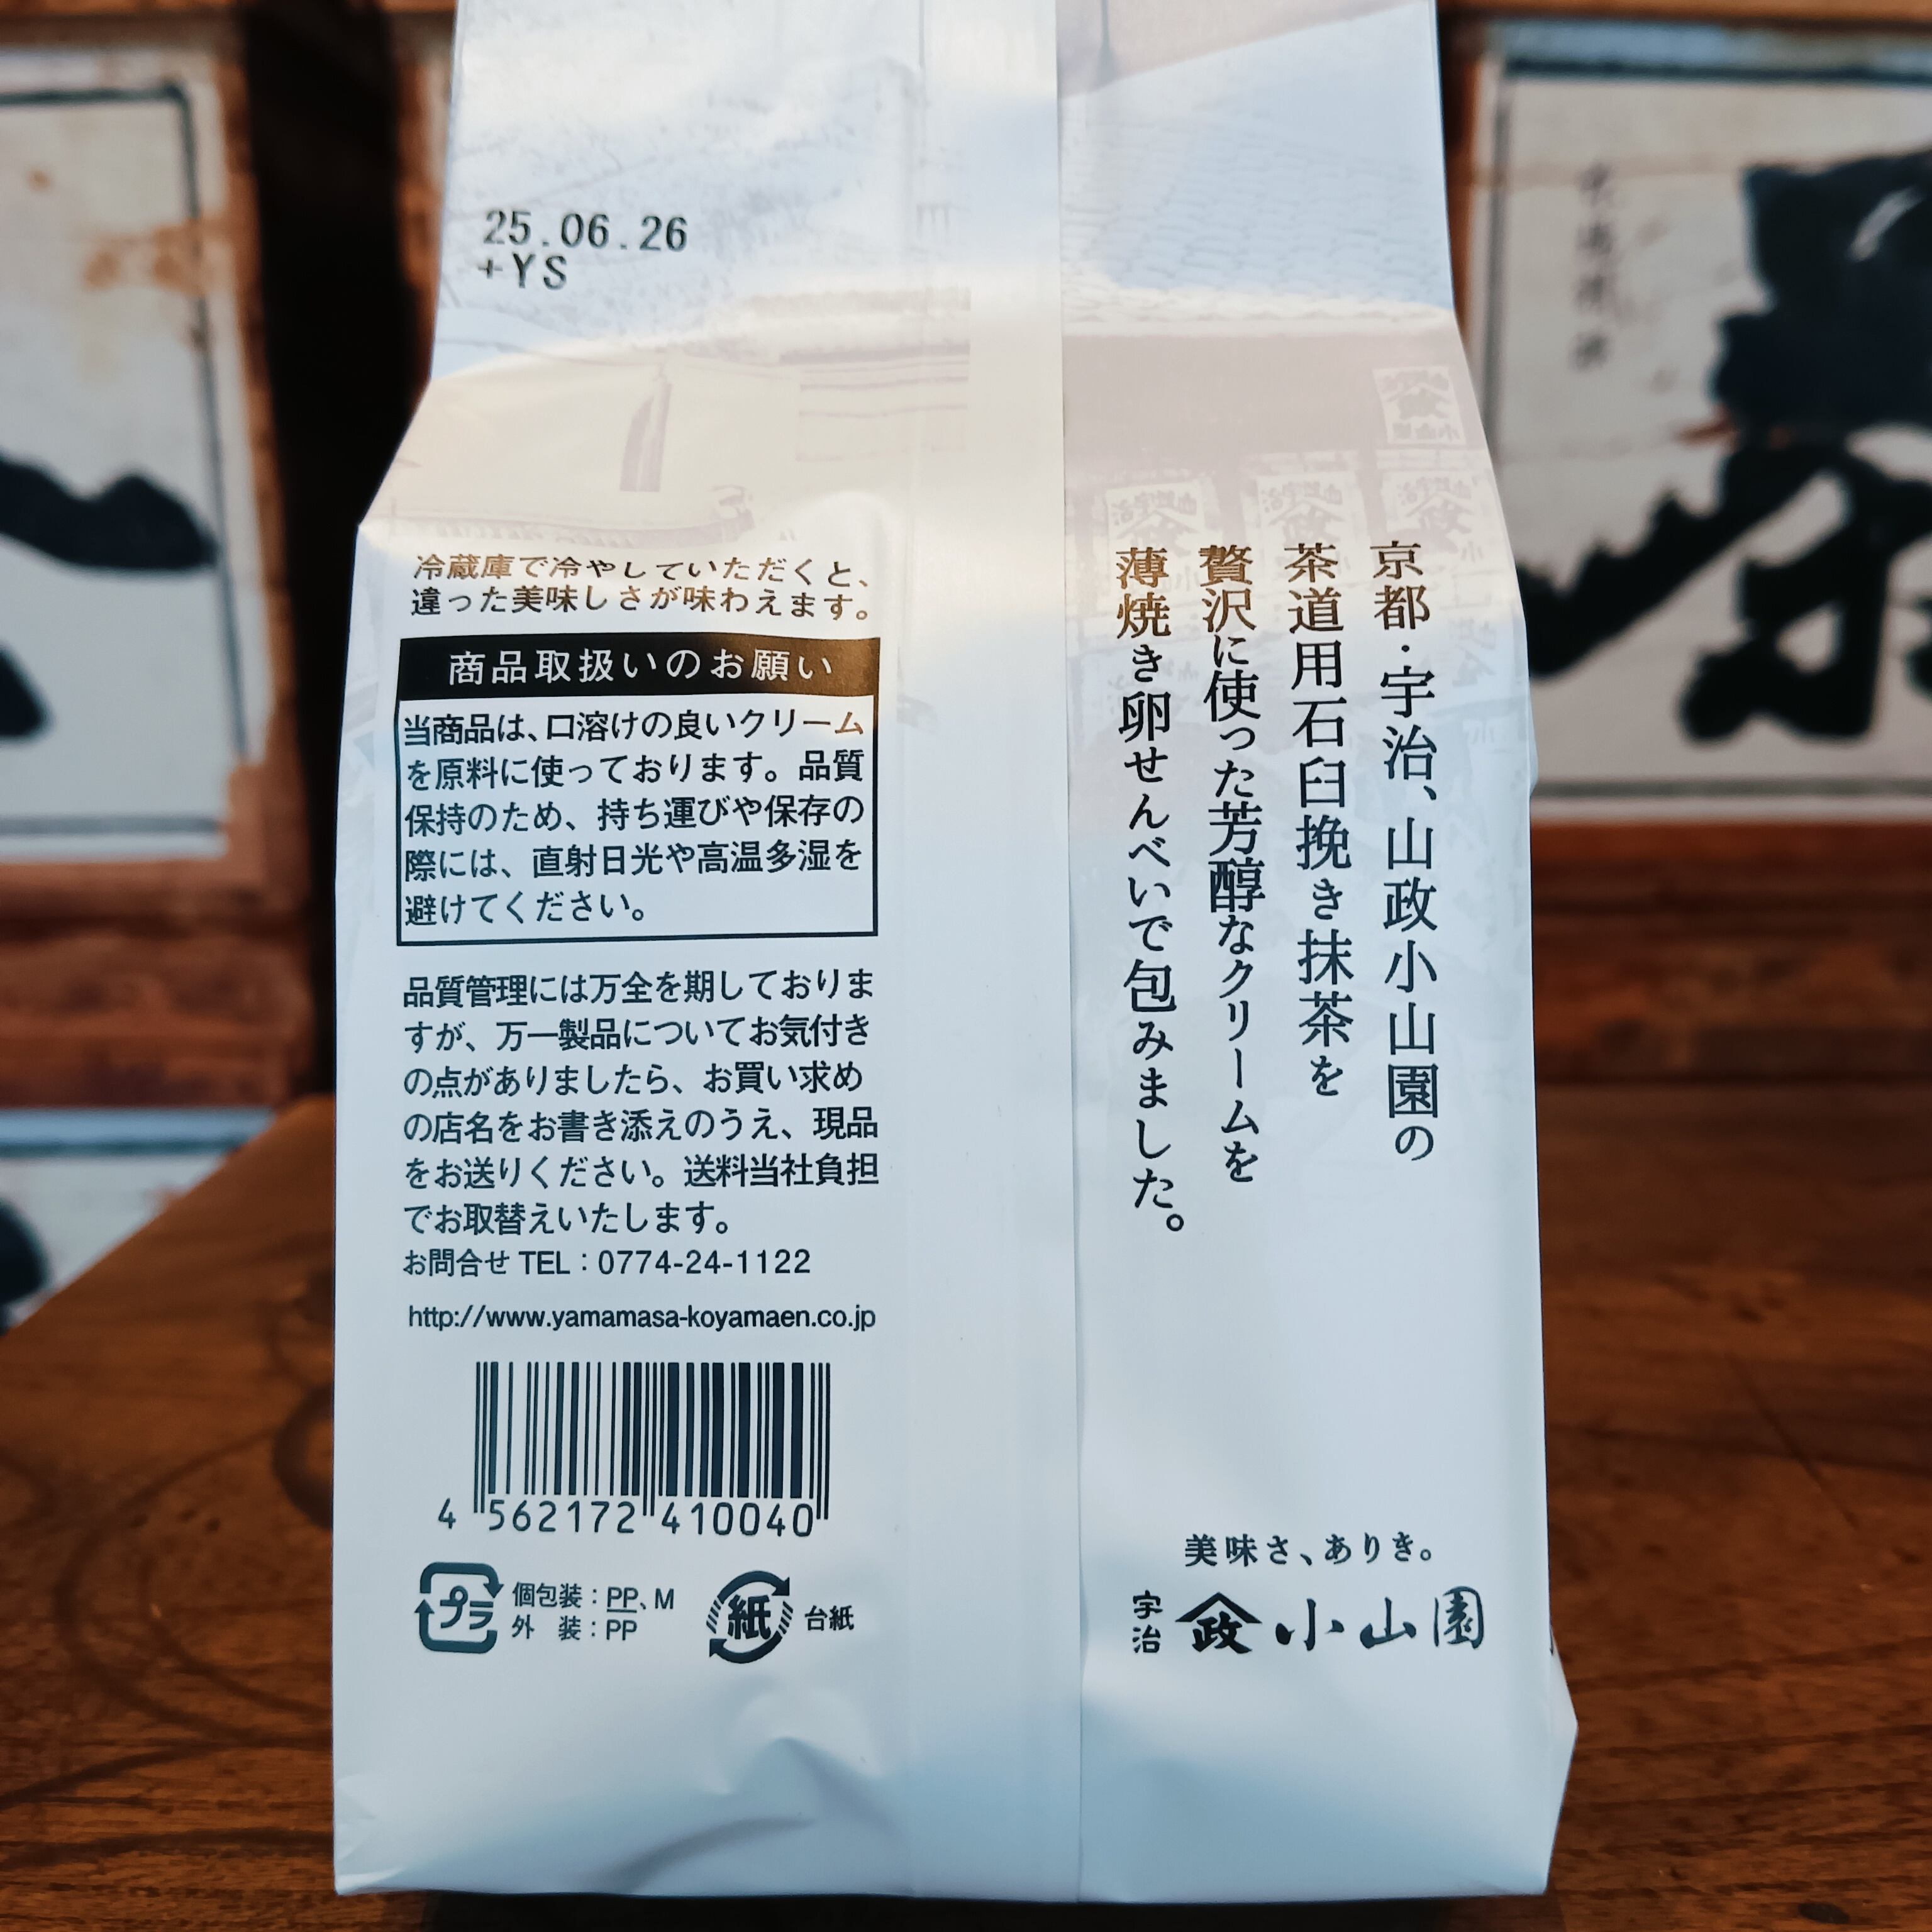 25.06.26
+YS
冷蔵庫で冷やしていただくと、
違った美味しさが味わえます。
商品取扱いのお願い
当商品は、口溶けの良いクリーム
を原料に使っております。品質
保持のため、持ち運びや保存の
際には、直射日光や高温多湿を
避けてください。
品質管理には万全を期しておりま
すが、万一製品についてお気付き
の点がありましたら、お買い求め
の店名をお書き添えのうえ、現品
をお送りください。送料当社負担
でお取替えいたします。
お問合せ TEL：0774-24-1122
http://www.yamamasa-koyamaen.co.jp
4 562172 410040
プラ
個包装：PP、M
外　装：PP
紙
台紙
京都・宇治、山政小山園の
茶道用石臼挽き抹茶を
贅沢に使った芳醇なクリームを
薄焼き卵せんべいで包みました。
美味さ、ありき。
宇治
政 小山園